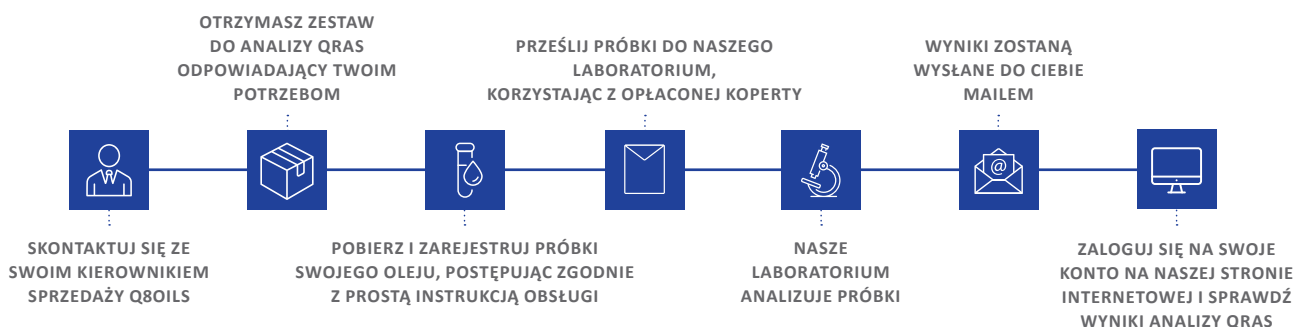 OTRZYMASZ ZESTAW
DO ANALIZY QRAS
ODPOWIADAJĄCY TWOIM
POTRZEBOM
PRZEŚLIJ PRÓBKI DO NASZEGO
LABORATORIUM,
KORZYSTAJĄC Z OPŁACONEJ KOPERTY
WYNIKI ZOSTANĄ
WYSŁANE DO CIEBIE
MAILEM
@
SKONTAKTUJ SIĘ ZE
SWOIM KIEROWNIKIEM
SPRZEDAŻY Q8OILS
POBIERZ I ZAREJESTRUJ PRÓBKI
SWOJEGO OLEJU, POSTĘPUJĄC ZGODNIE
Z PROSTĄ INSTRUKCJĄ OBSŁUGI
NASZE
LABORATORIUM
ANALIZUJE PRÓBKI
ZALOGUJ SIĘ NA SWOJE
KONTO NA NASZEJ STRONIE
INTERNETOWEJ I SPRAWDŹ
WYNIKI ANALIZY QRAS